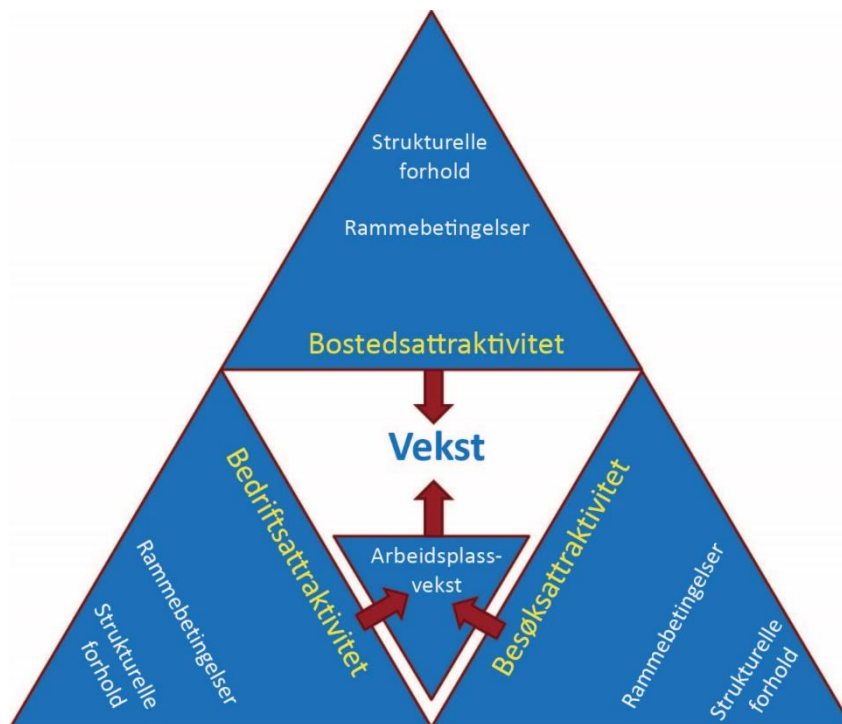 Strukturelle
forhold
Rammebetingelser
Bostedsattraktivitet
Vekst
Bedriftsattraktivitet
Rammebetingelser
Strukturelle
forhold
Arbeidsplass-
vekst
Besøksattraktivitet
Rammebetingelser
Strukturelle
forhold